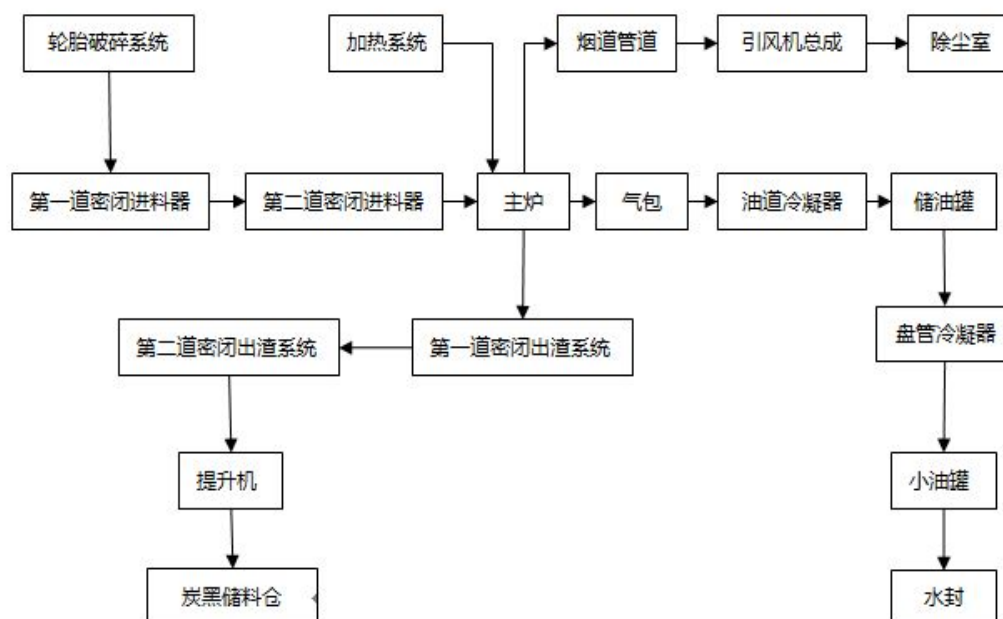 轮胎破碎系统
加热系统
烟道管道
引风机总成
除尘室
第一道密闭进料器
第二道密闭进料器
主炉
气包
油道冷凝器
储油罐
第二道密闭出渣系统
第一道密闭出渣系统
盘管冷凝器
提升机
小油罐
炭黑储料仓
水封